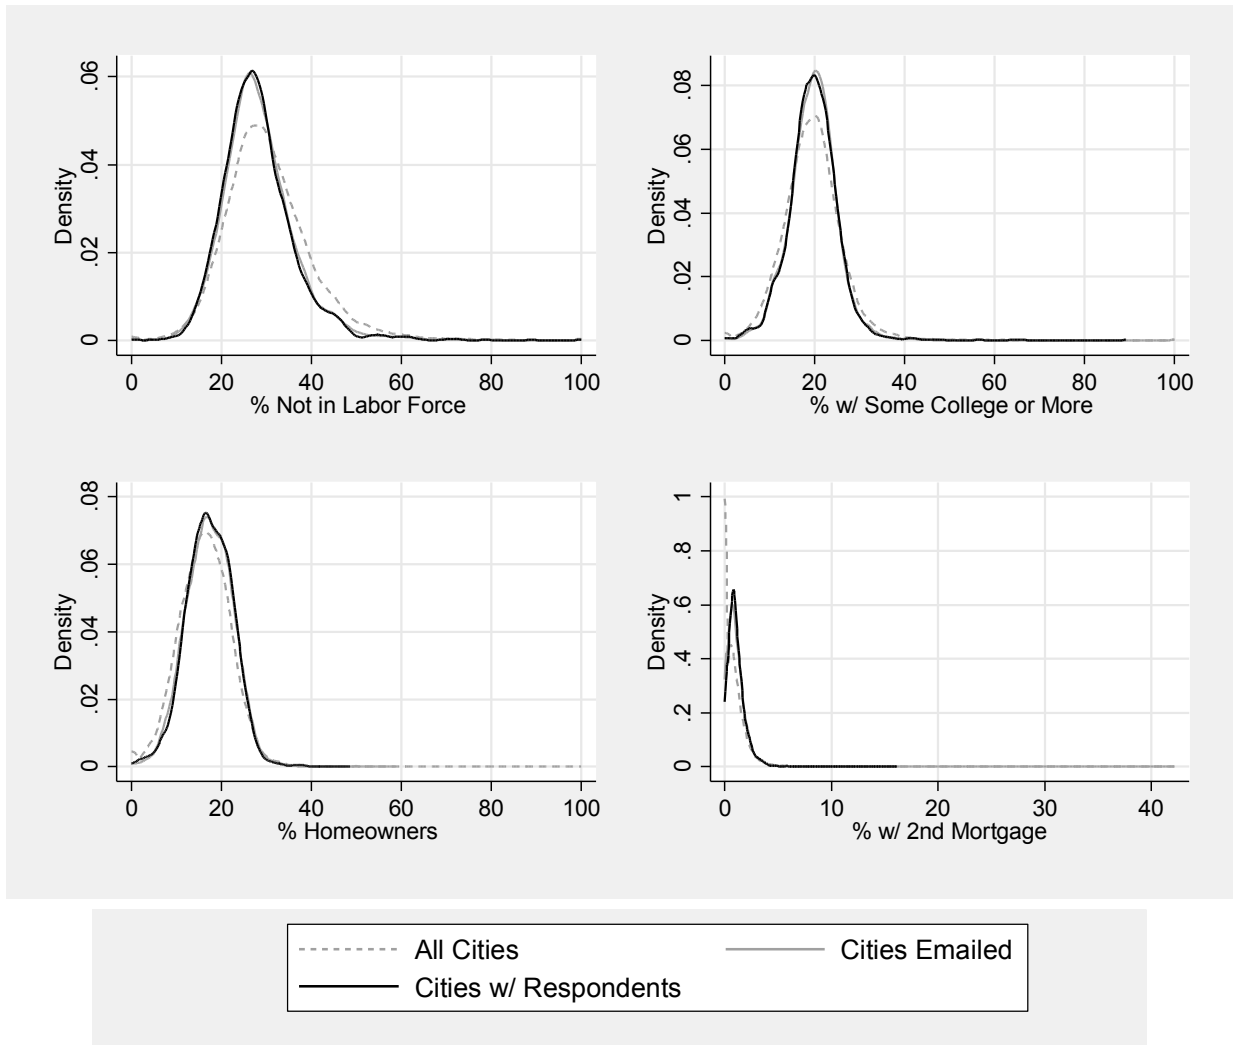 Density
0 .02 .04 .06
0 20 40 60 80 100
% Not in Labor Force
Density
0 .02 .04 .06 .08
0 20 40 60 80 100
% w/ Some College or More
Density
0 .02 .04 .06 .08
0 20 40 60 80 100
% Homeowners
Density
0 .2 .4 .6 .8 1
0 10 20 30 40
% w/ 2nd Mortgage
All Cities Cities Emailed
Cities w/ Respondents